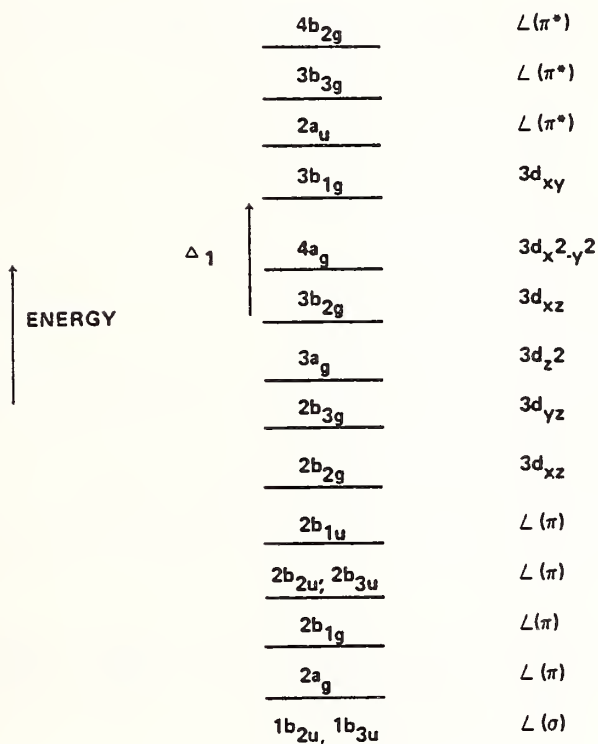 4b2g L(π*)
3b3g L(π*)
2au L(π*)
3b1g 3dxy
Δ1
4ag 3dx2-y2
3b2g 3dxz
ENERGY
3ag 3dz2
2b3g 3dyz
2b2g 3dxz
2b1u L(π)
2b2u, 2b3u L(π)
2b1g L(π)
2ag L(π)
1b2u, 1b3u L(σ)